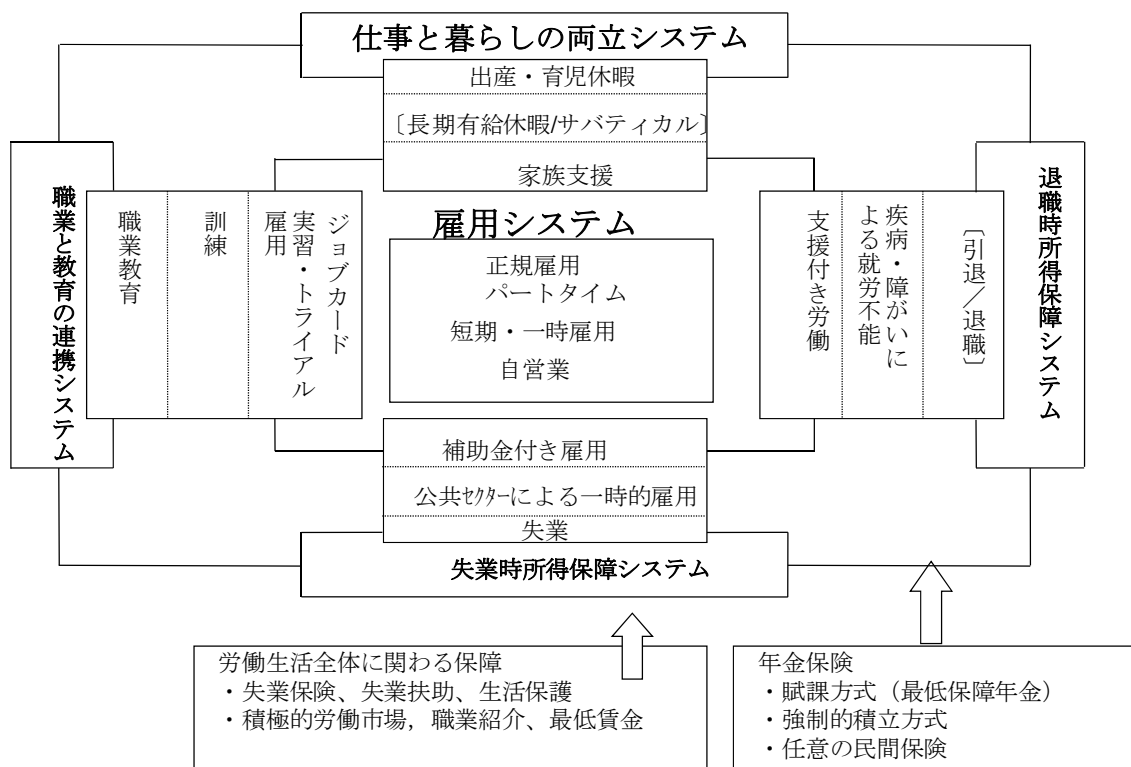 仕事と暮らしの両立システム
出産・育児休暇
〔長期有給休暇/サバティカル〕
家族支援
職業と教育の連携システム
職業教育
訓練
ジョブカード
実習・トライアル
雇用
雇用システム
正規雇用
パートタイム
短期・一時雇用
自営業
支援付き労働
疾病・障がいに
よる就労不能
〔引退／退職〕
退職時所得保障システム
補助金付き雇用
公共ｾｸﾀｰによる一時的雇用
失業
失業時所得保障システム
労働生活全体に関わる保障
・失業保険、失業扶助、生活保護
・積極的労働市場，職業紹介、最低賃金
年金保険
・賦課方式（最低保障年金）
・強制的積立方式
・任意の民間保険